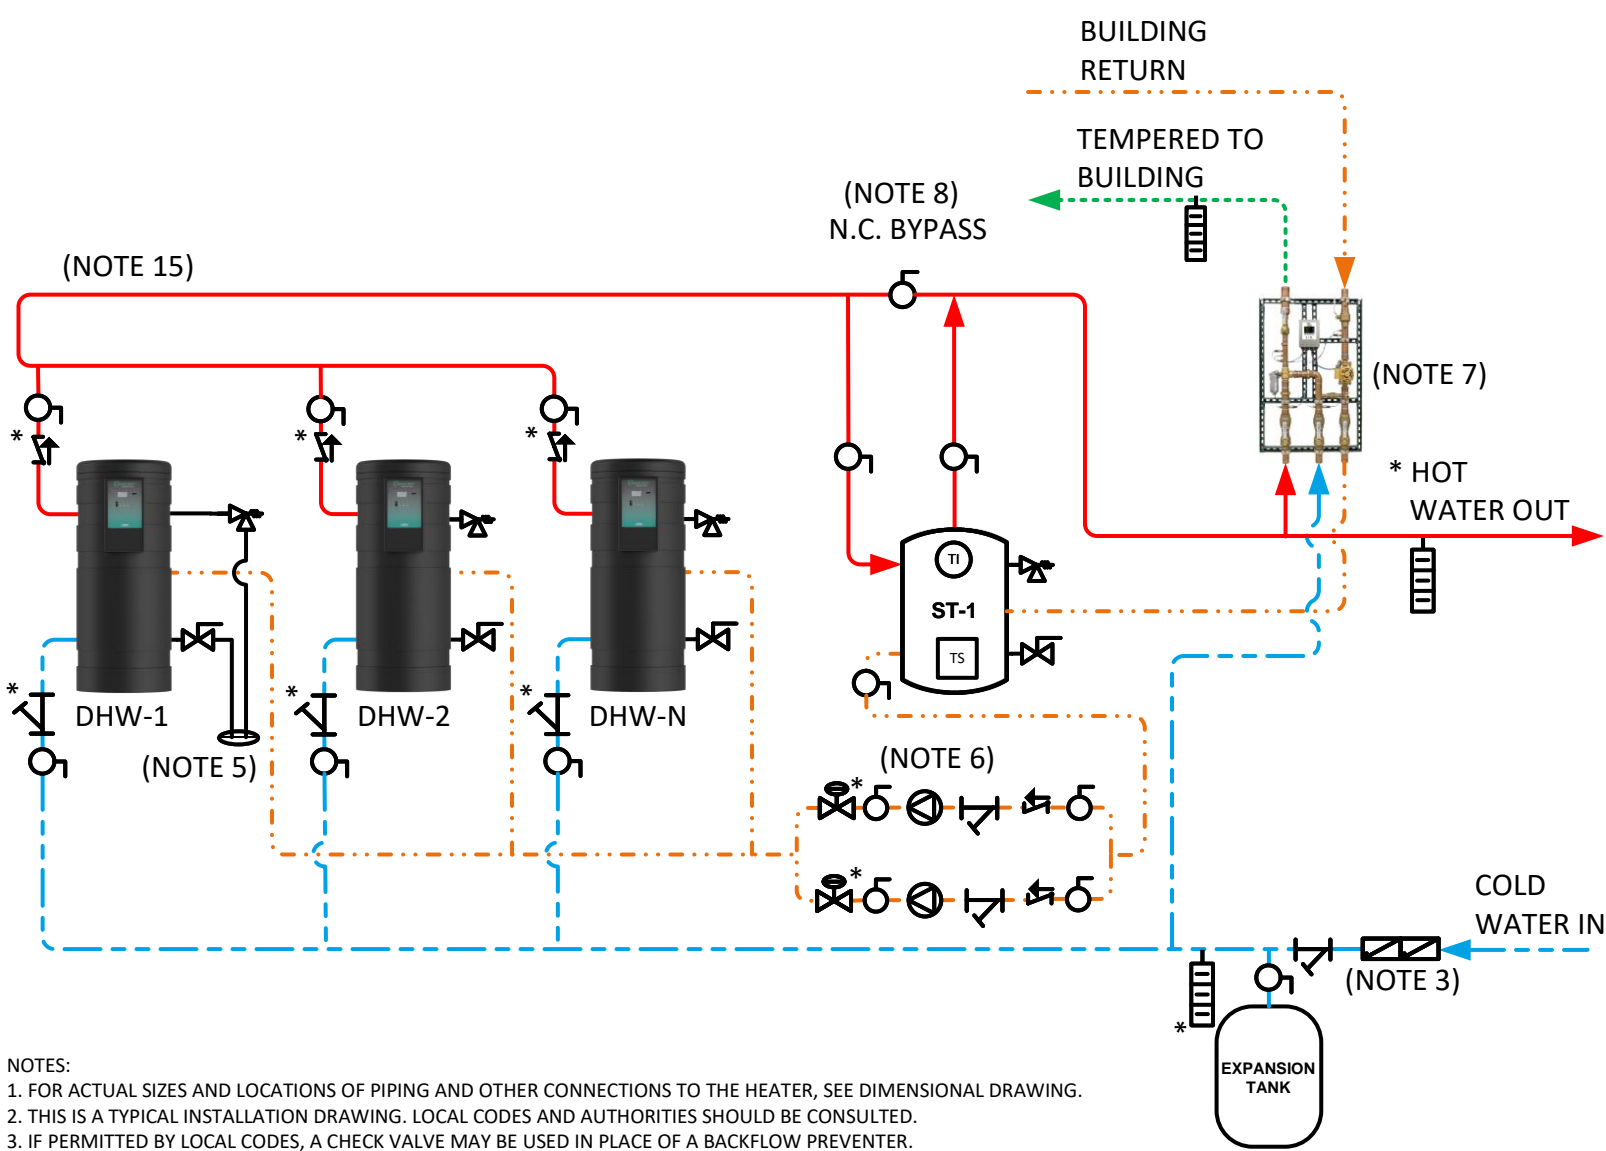 BUILDING
RETURN
TEMPERED TO
BUILDING
(NOTE 8)
N.C. BYPASS
(NOTE 15)
(NOTE 7)
* HOT
WATER OUT
*
*
*
TI
ST-1
TS
*
*
*
DHW-1
DHW-2
DHW-N
(NOTE 5)
(NOTE 6)
*
*
COLD
WATER IN
(NOTE 3)
*
EXPANSION
TANK
NOTES:
1. FOR ACTUAL SIZES AND LOCATIONS OF PIPING AND OTHER CONNECTIONS TO THE HEATER, SEE DIMENSIONAL DRAWING.
2. THIS IS A TYPICAL INSTALLATION DRAWING. LOCAL CODES AND AUTHORITIES SHOULD BE CONSULTED.
3. IF PERMITTED BY LOCAL CODES, A CHECK VALVE MAY BE USED IN PLACE OF A BACKFLOW PREVENTER.